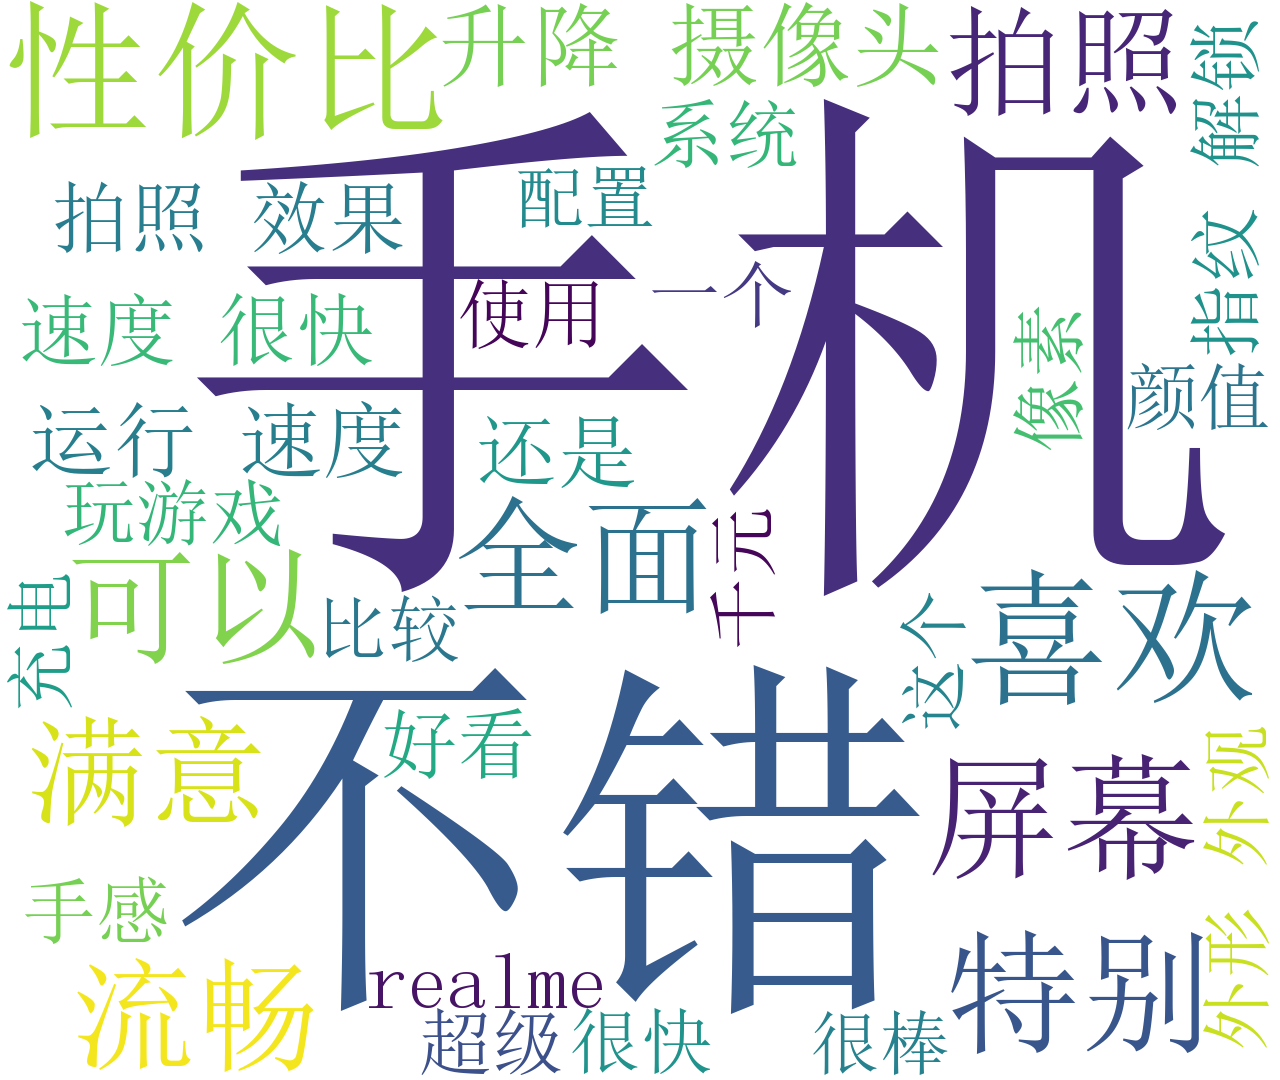 性价比
升降
摄像头
拍照
解锁
系统
手机
拍照 效果
配置
指纹
一个
使用
速度 很快
像素
颜值
运行 速度
还是
玩游戏
全面
千元
可以
喜欢
充电
比较
这个
不错
满意
好看
屏幕
外观
手感
特别
外形
流畅
realme
超级
很快
很棒